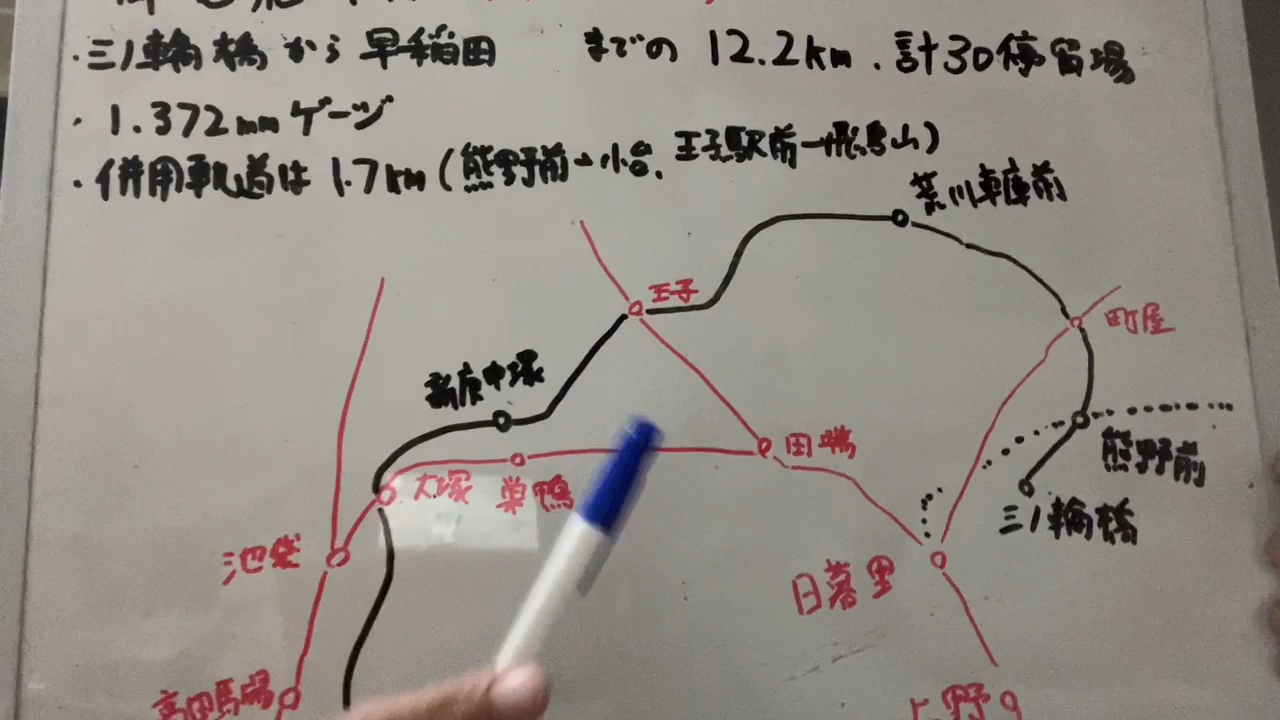 ・三ノ輪橋から早稲田 までの 12.2km、計30停留場
・1.372mmゲージ
・併用軌道は1.7km(熊野前→小台、王子駅前→飛鳥山)
荒川車庫前
王子
町屋
新庚申塚
田端
熊野前
大塚 巣鴨
三ノ輪橋
池袋
日暮里
高田馬場
上野